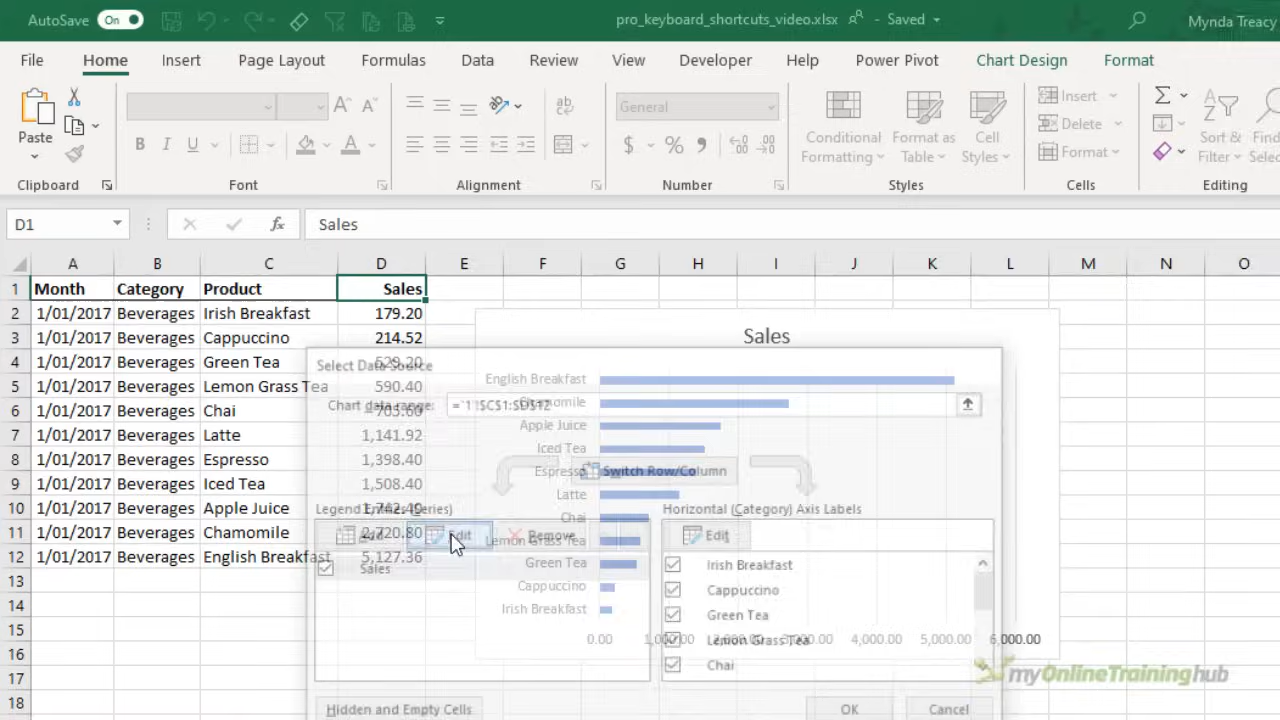 AutoSave On pro_keyboard_shortcuts_video.xlsx - Saved Mynda Treacy
File Home Insert Page Layout Formulas Data Review View Developer Help Power Pivot Chart Design Format
Paste
General
Conditional Formatting
Format as Table
Cell Styles
Insert
Delete
Format
Sort & Filter
Clipboard Font Alignment Number Styles Cells Editing
D1 fx Sales
A B C D E F G H I J K L M N O
1 Month Category Product Sales
2 1/01/2017 Beverages Irish Breakfast 179.20
3 1/01/2017 Beverages Cappuccino 214.52
4 1/01/2017 Beverages Green Tea 529.20
5 1/01/2017 Beverages Lemon Grass Tea 590.40
6 1/01/2017 Beverages Chai 703.60
7 1/01/2017 Beverages Latte 1,141.92
8 1/01/2017 Beverages Espresso 1,398.40
9 1/01/2017 Beverages Iced Tea 1,508.40
10 1/01/2017 Beverages Apple Juice 1,742.40
11 1/01/2017 Beverages Chamomile 2,720.80
12 1/01/2017 Beverages English Breakfast 5,127.36
13
14
15
16
17
18
Sales
English Breakfast
Chamomile
Apple Juice
Iced Tea
Espresso
Latte
Chai
Lemon Grass Tea
Green Tea
Cappuccino
Irish Breakfast
0.00 1,000.00 2,000.00 3,000.00 4,000.00 5,000.00 6,000.00
Select Data Source
Chart data range: ='1'!$C$1:$D$12
Switch Row/Column
Legend Entries (Series)
Add Edit Remove
Sales
Horizontal (Category) Axis Labels
Edit
Irish Breakfast
Cappuccino
Green Tea
Lemon Grass Tea
Chai
Hidden and Empty Cells
OK Cancel
myOnlineTraininghub